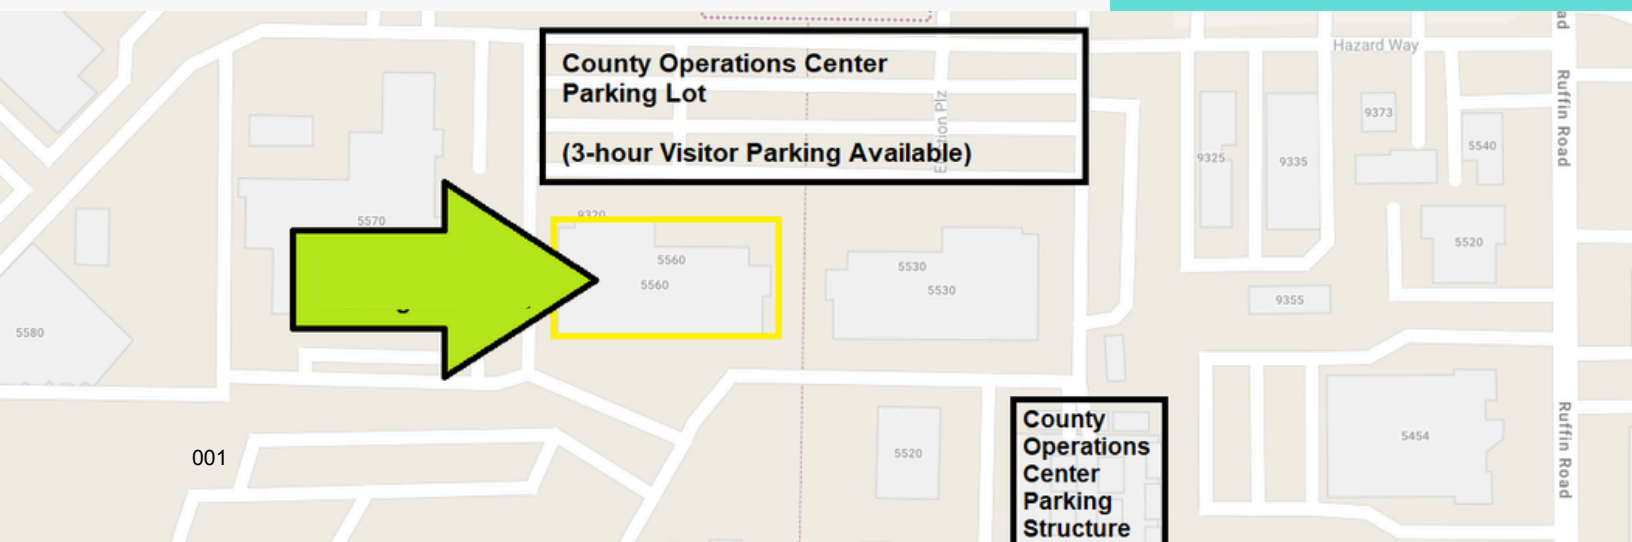 County Operations Center
Parking Lot
(3-hour Visitor Parking Available)
Hazard Way
Ruffin Road
9325
9335
9373
5540
5520
9355
5570
9320
5560
5560
5530
5530
5580
001
5520
County
Operations
Center
Parking
Structure
5454
Ruffin Road